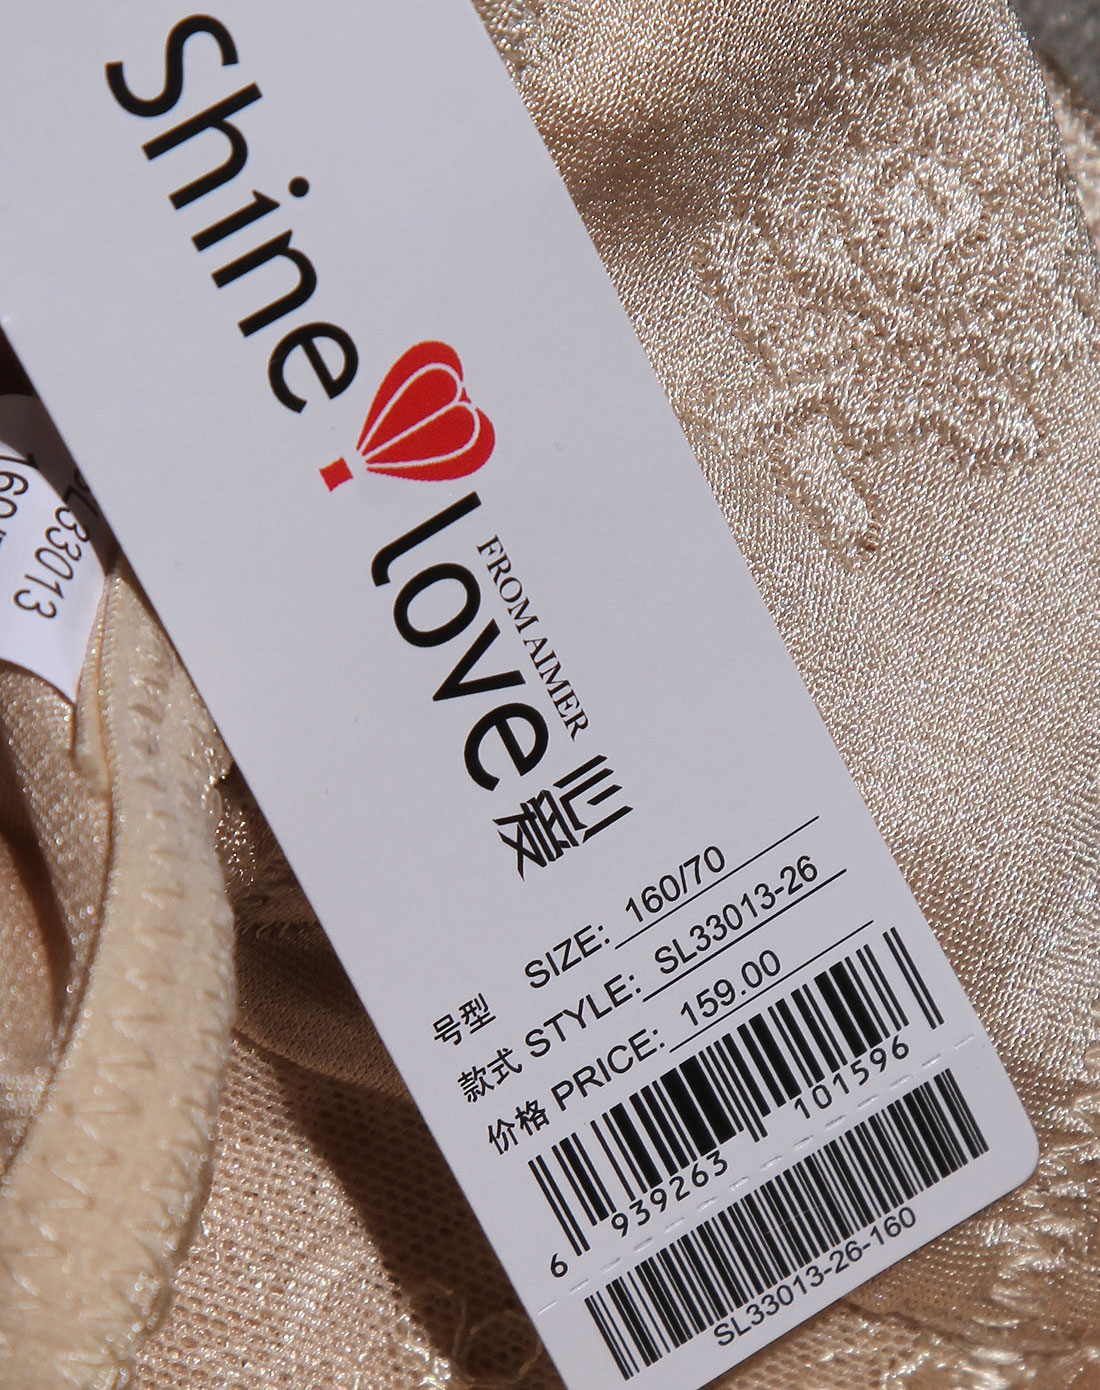 Shine love
FROM AIMER
心爱
号型 SIZE: 160/70
款式 STYLE: SL33013-26
价格 PRICE: 159.00
6 939263 101596
SL33013-26-160
SL33013